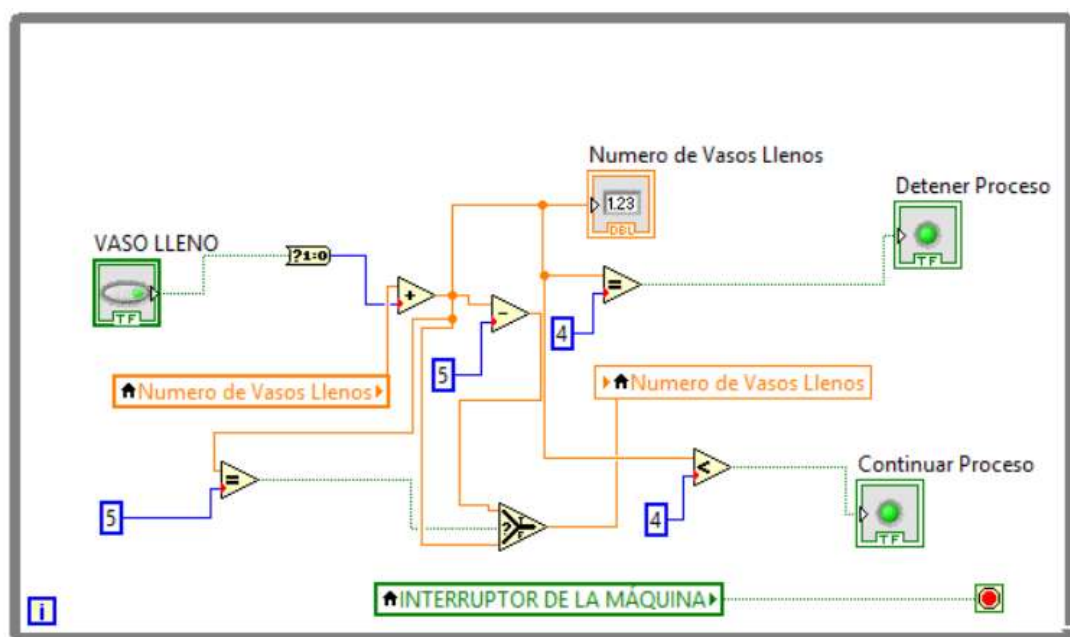 Numero de Vasos Llenos
1.23
DBL
Detener Proceso
TF
VASO LLENO
?1:0
TF
+
=
-
4
5
Numero de Vasos Llenos
Numero de Vasos Llenos
=
5
?
T
F
<
4
Continuar Proceso
TF
INTERRUPTOR DE LA MÁQUINA
i